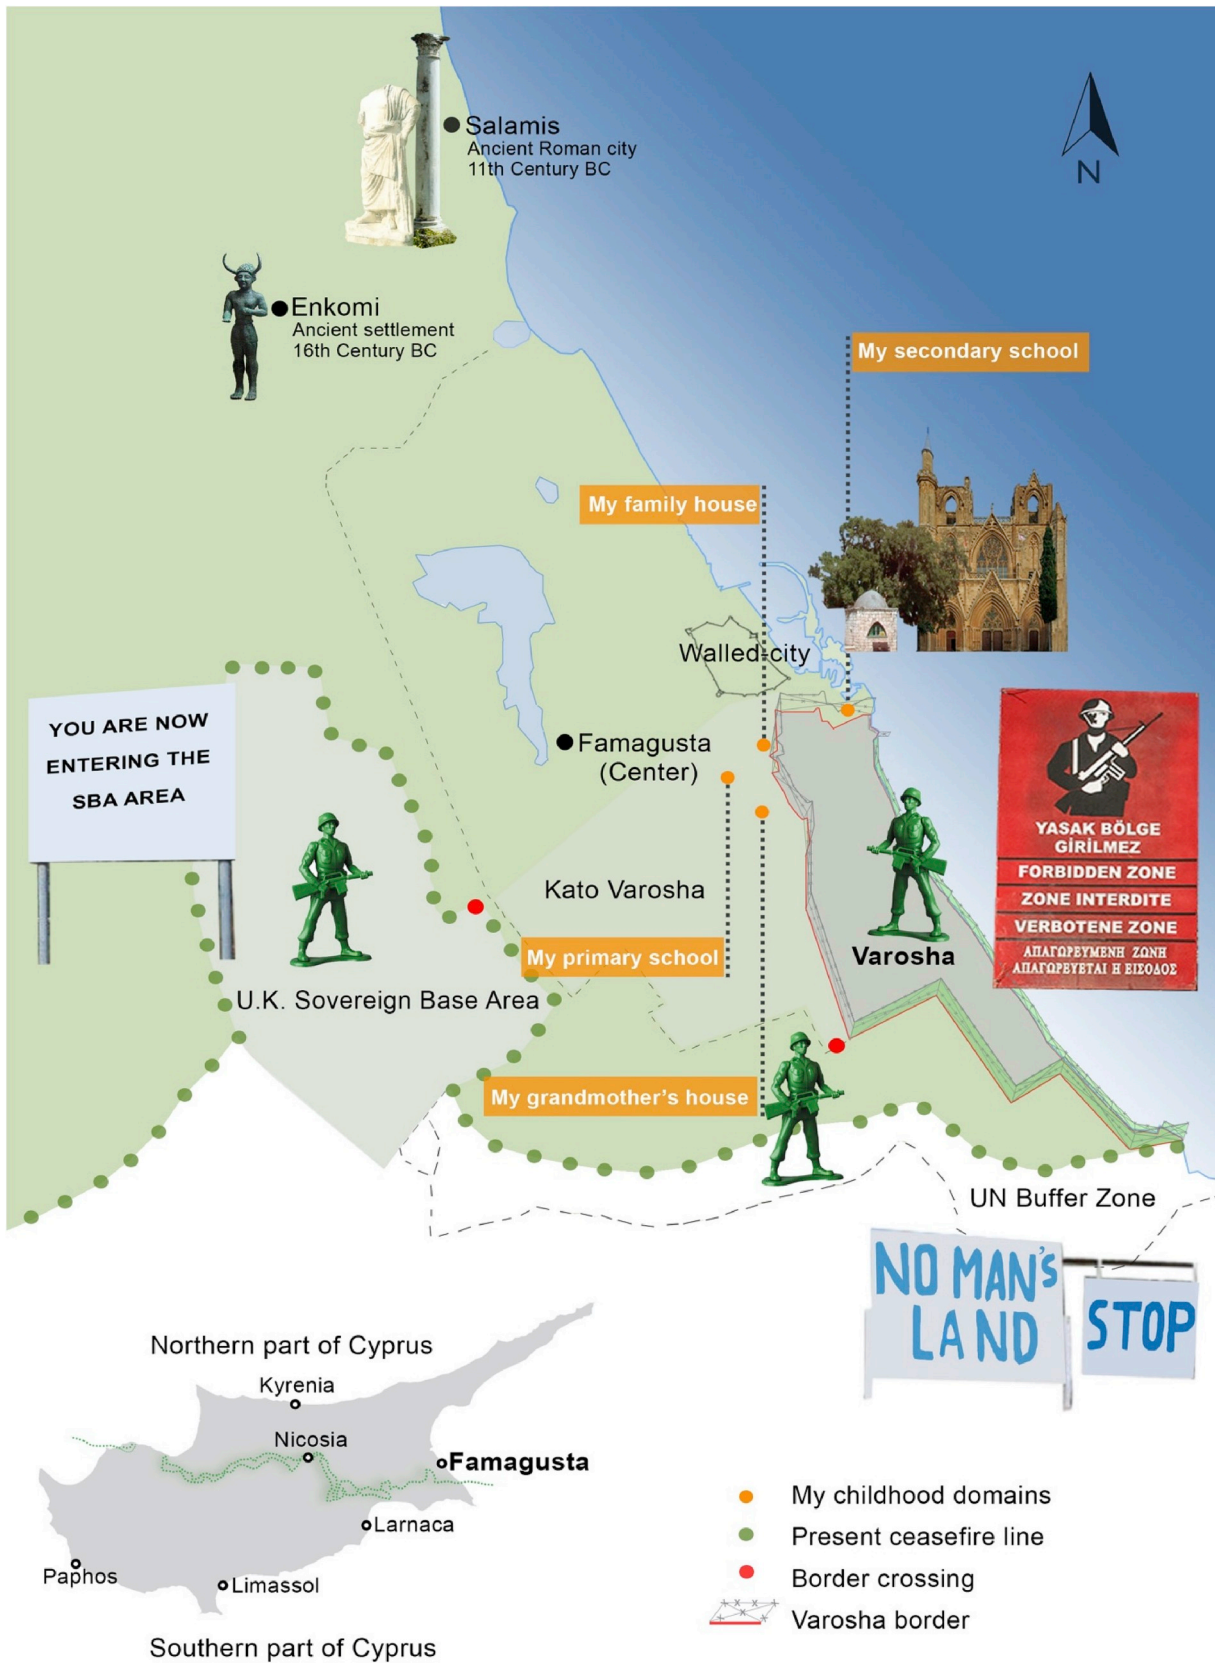 Salamis
Ancient Roman city
11th Century BC
N
Enkomi
Ancient settlement
16th Century BC
My secondary school
My family house
Walled-city
YOU ARE NOW
ENTERING THE
SBA AREA
Famagusta
(Center)
YASAK BÖLGE
GİRİLMEZ
FORBIDDEN ZONE
ZONE INTERDITE
VERBOTENE ZONE
ΑΠΑΓΟΡΕΥΜΕΝΗ ΖΩΝΗ
ΑΠΑΓΟΡΕΥΕΤΑΙ Η ΕΙΣΟΔΟΣ
Kato Varosha
My primary school
Varosha
U.K. Sovereign Base Area
My grandmother's house
UN Buffer Zone
NO MAN'S
LAND
STOP
Northern part of Cyprus
Kyrenia
Nicosia
Famagusta
Larnaca
Paphos
Limassol
Southern part of Cyprus
My childhood domains
Present ceasefire line
Border crossing
Varosha border